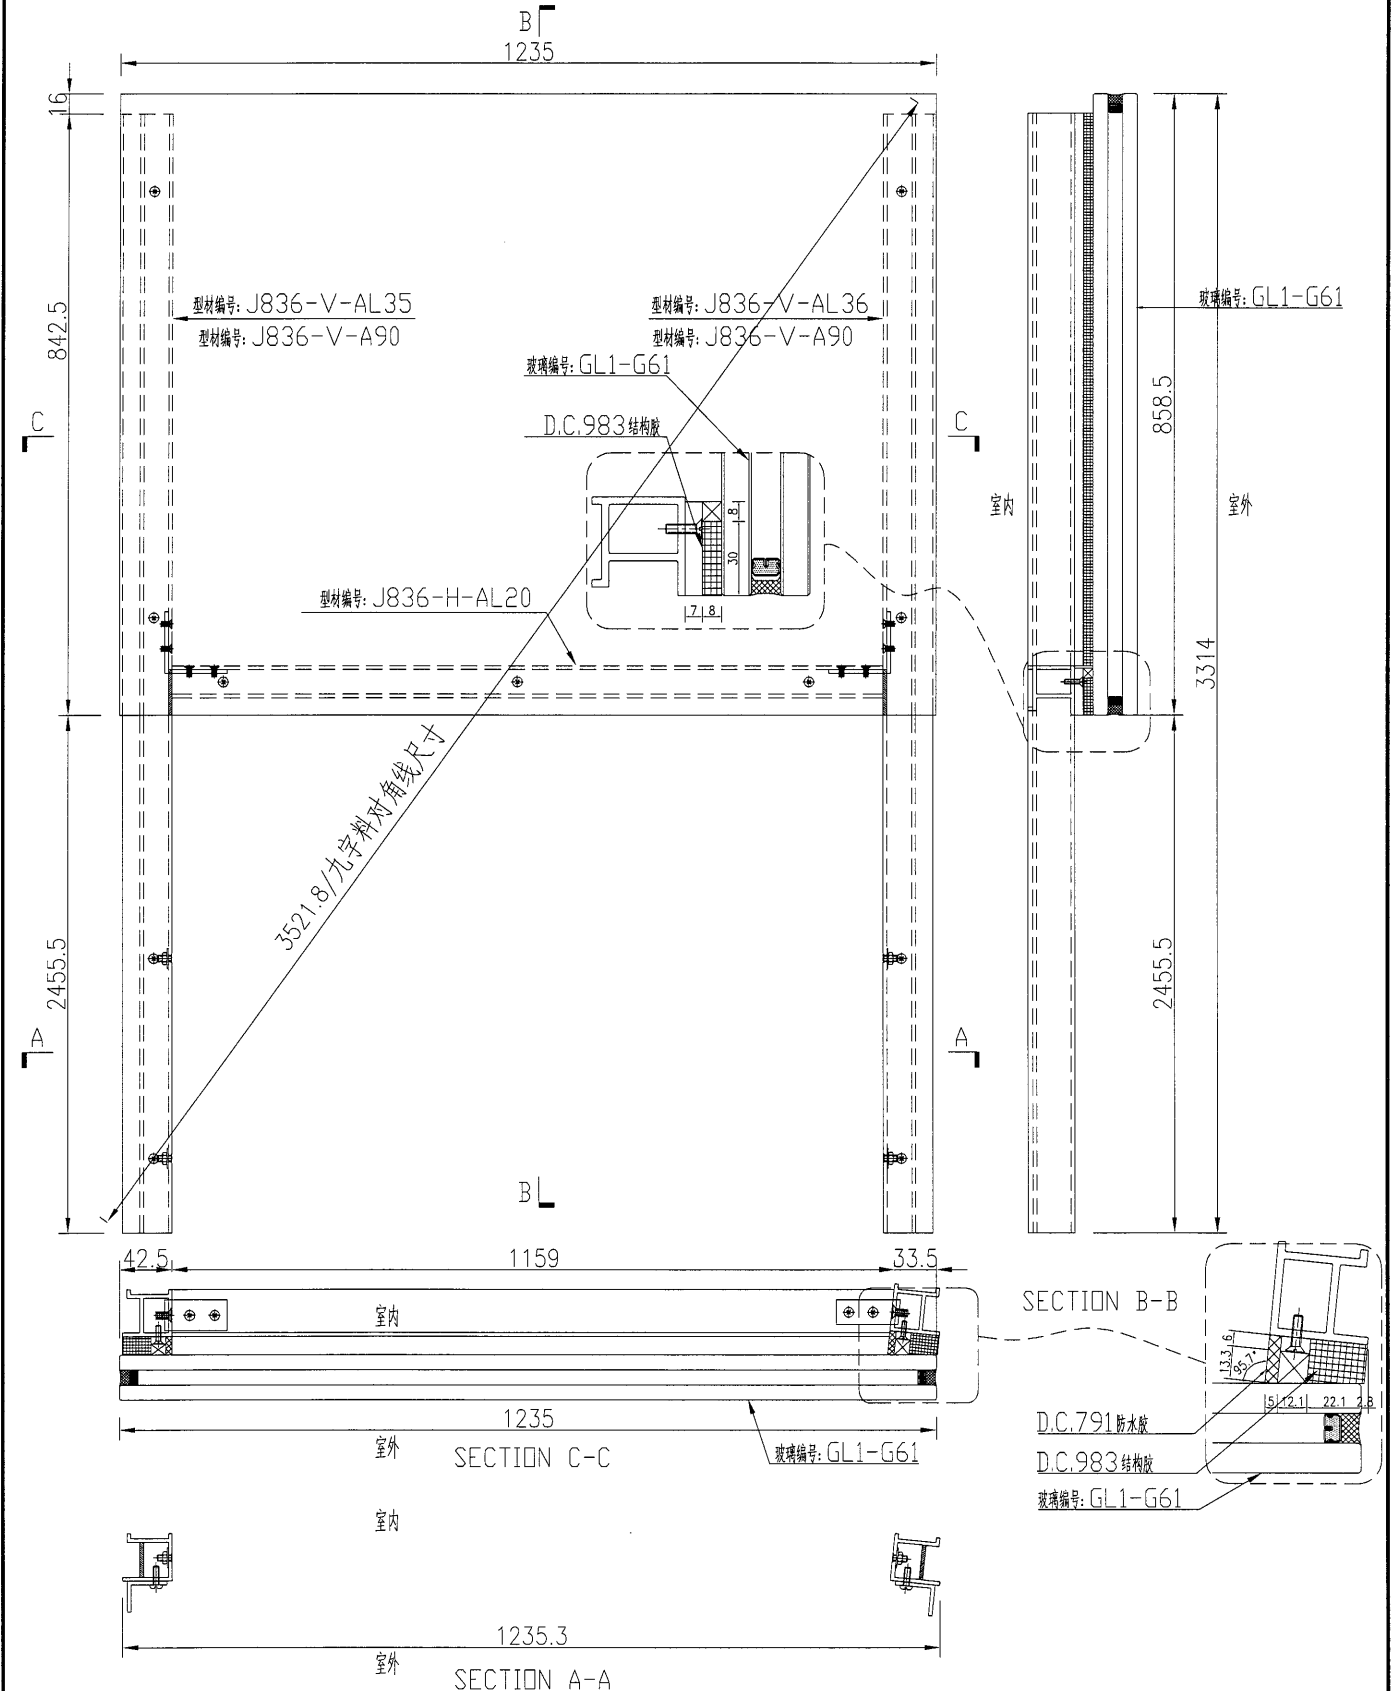 B
1235
16
842.5
型材编号: J836-V-AL35
型材编号: J836-V-A90
型材编号: J836-V-AL36
型材编号: J836-V-A90
玻璃编号: GL1-G61
D.C.983结构胶
8
30
7
8
型材编号: J836-H-AL20
C
C
3521.8/九字料对角线尺寸
2455.5
A
A
B
玻璃编号: GL1-G61
858.5
室内
室外
3314
2455.5
SECTION B-B
42.5
1159
33.5
室内
1235
室外
SECTION C-C
玻璃编号: GL1-G61
6
13.3
95.7°
5
12.1
22.1
2.8
D.C.791防水胶
D.C.983结构胶
玻璃编号: GL1-G61
室内
1235.3
室外
SECTION A-A